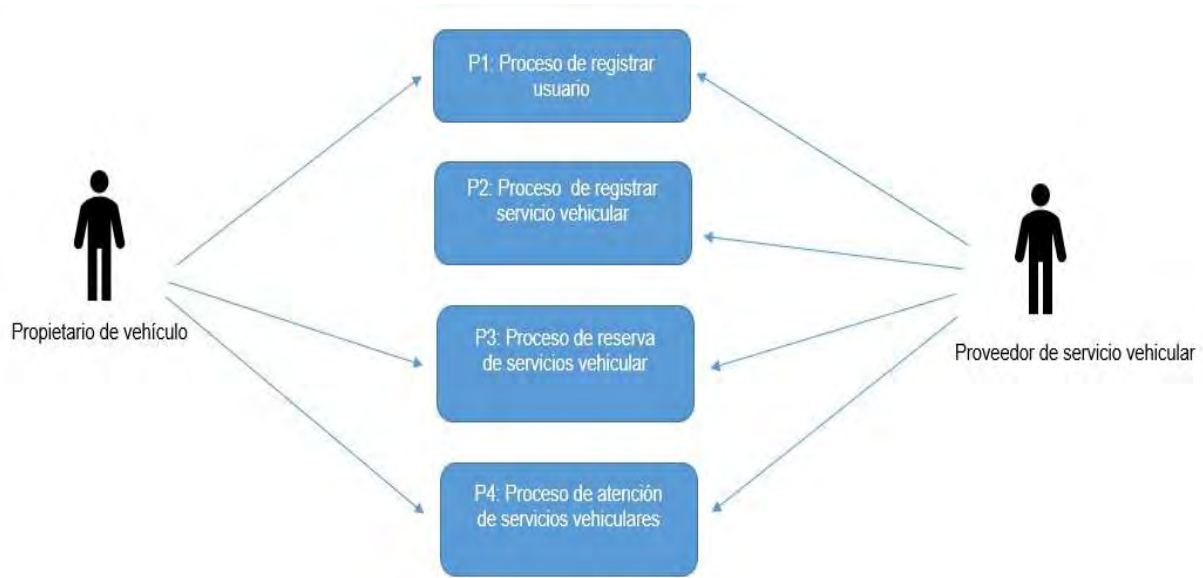 P1: Proceso de registrar
usuario
P2: Proceso de registrar
servicio vehicular
Propietario de vehículo
P3: Proceso de reserva
de servicios vehicular
Proveedor de servicio vehicular
P4: Proceso de atención
de servicios vehiculares